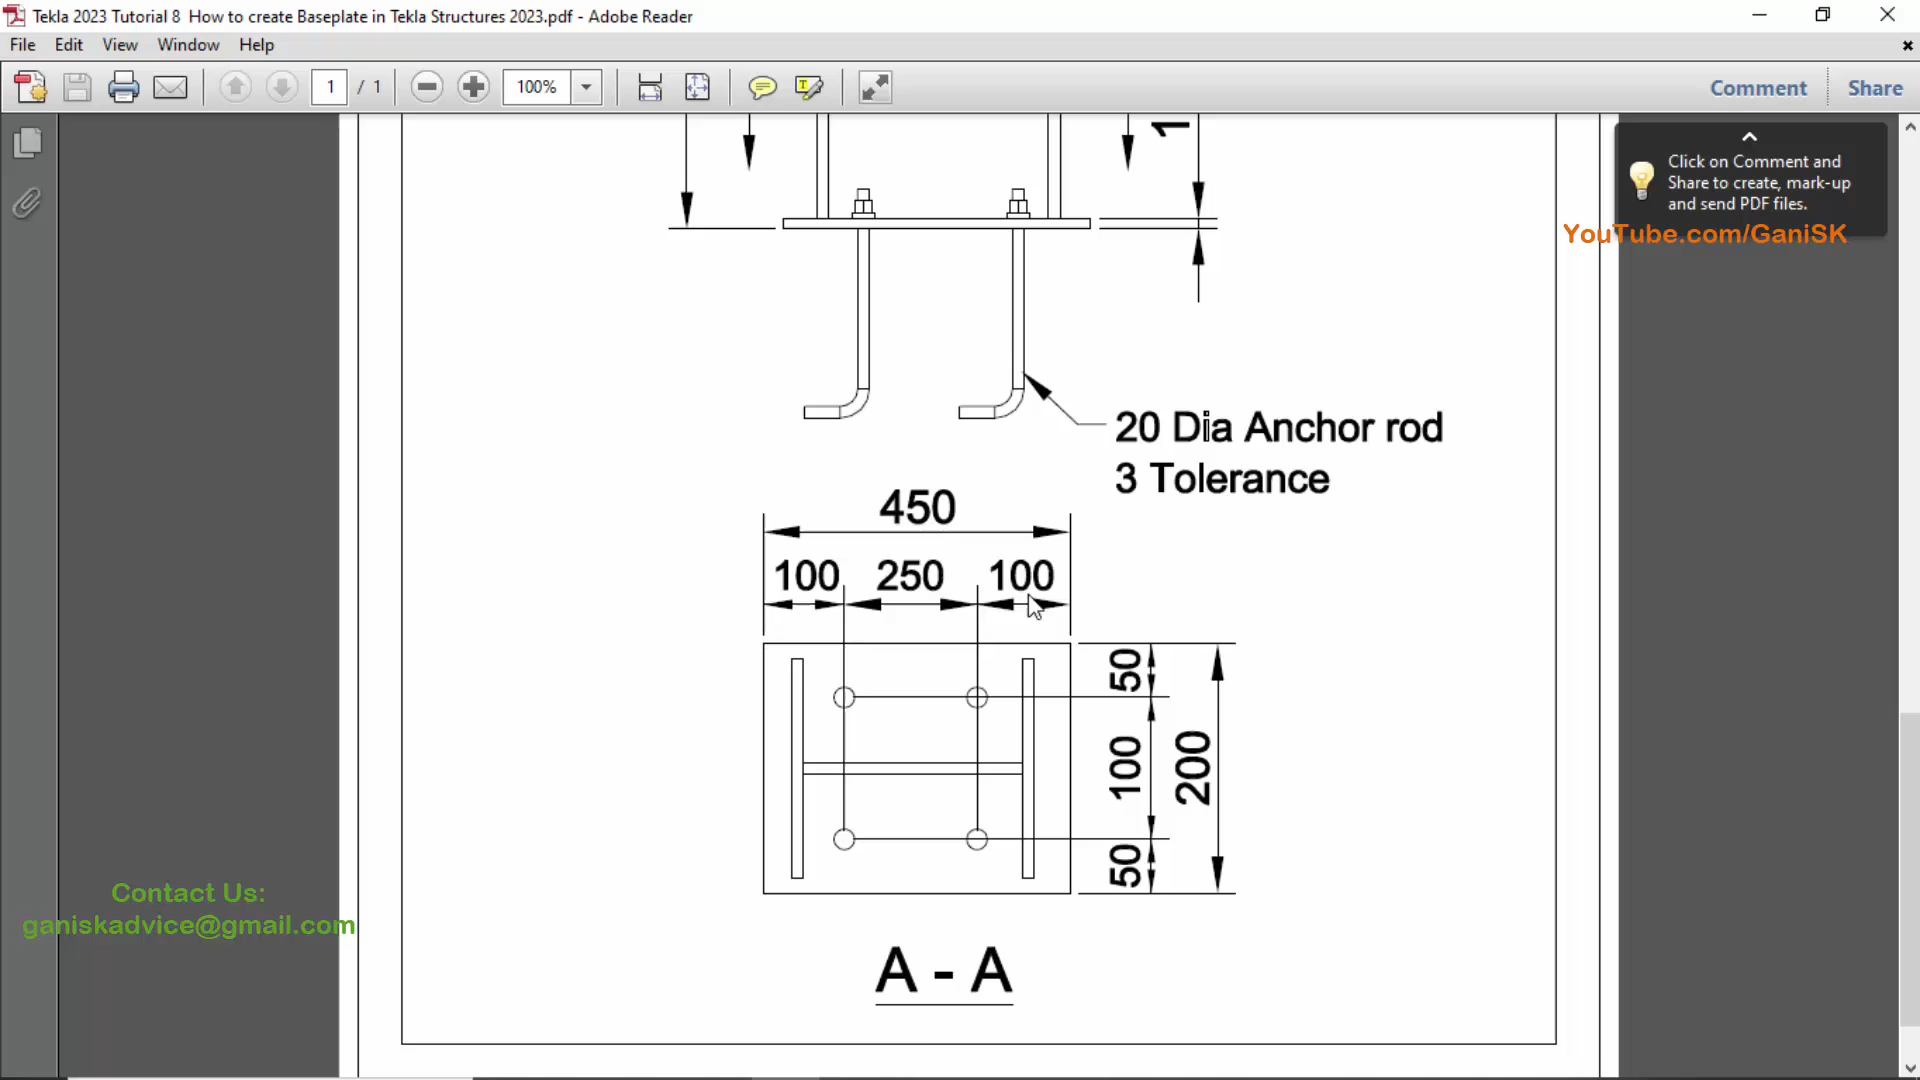 Tekla 2023 Tutorial 8 How to create Baseplate in Tekla Structures 2023.pdf - Adobe Reader
File Edit View Window Help
1 / 1 100% Comment Share
Click on Comment and
Share to create, mark-up
and send PDF files.
YouTube.com/GaniSK
1
20 Dia Anchor rod
3 Tolerance
450
100 250 100
50
100
200
50
Contact Us:
ganiskadvice@gmail.com
A - A